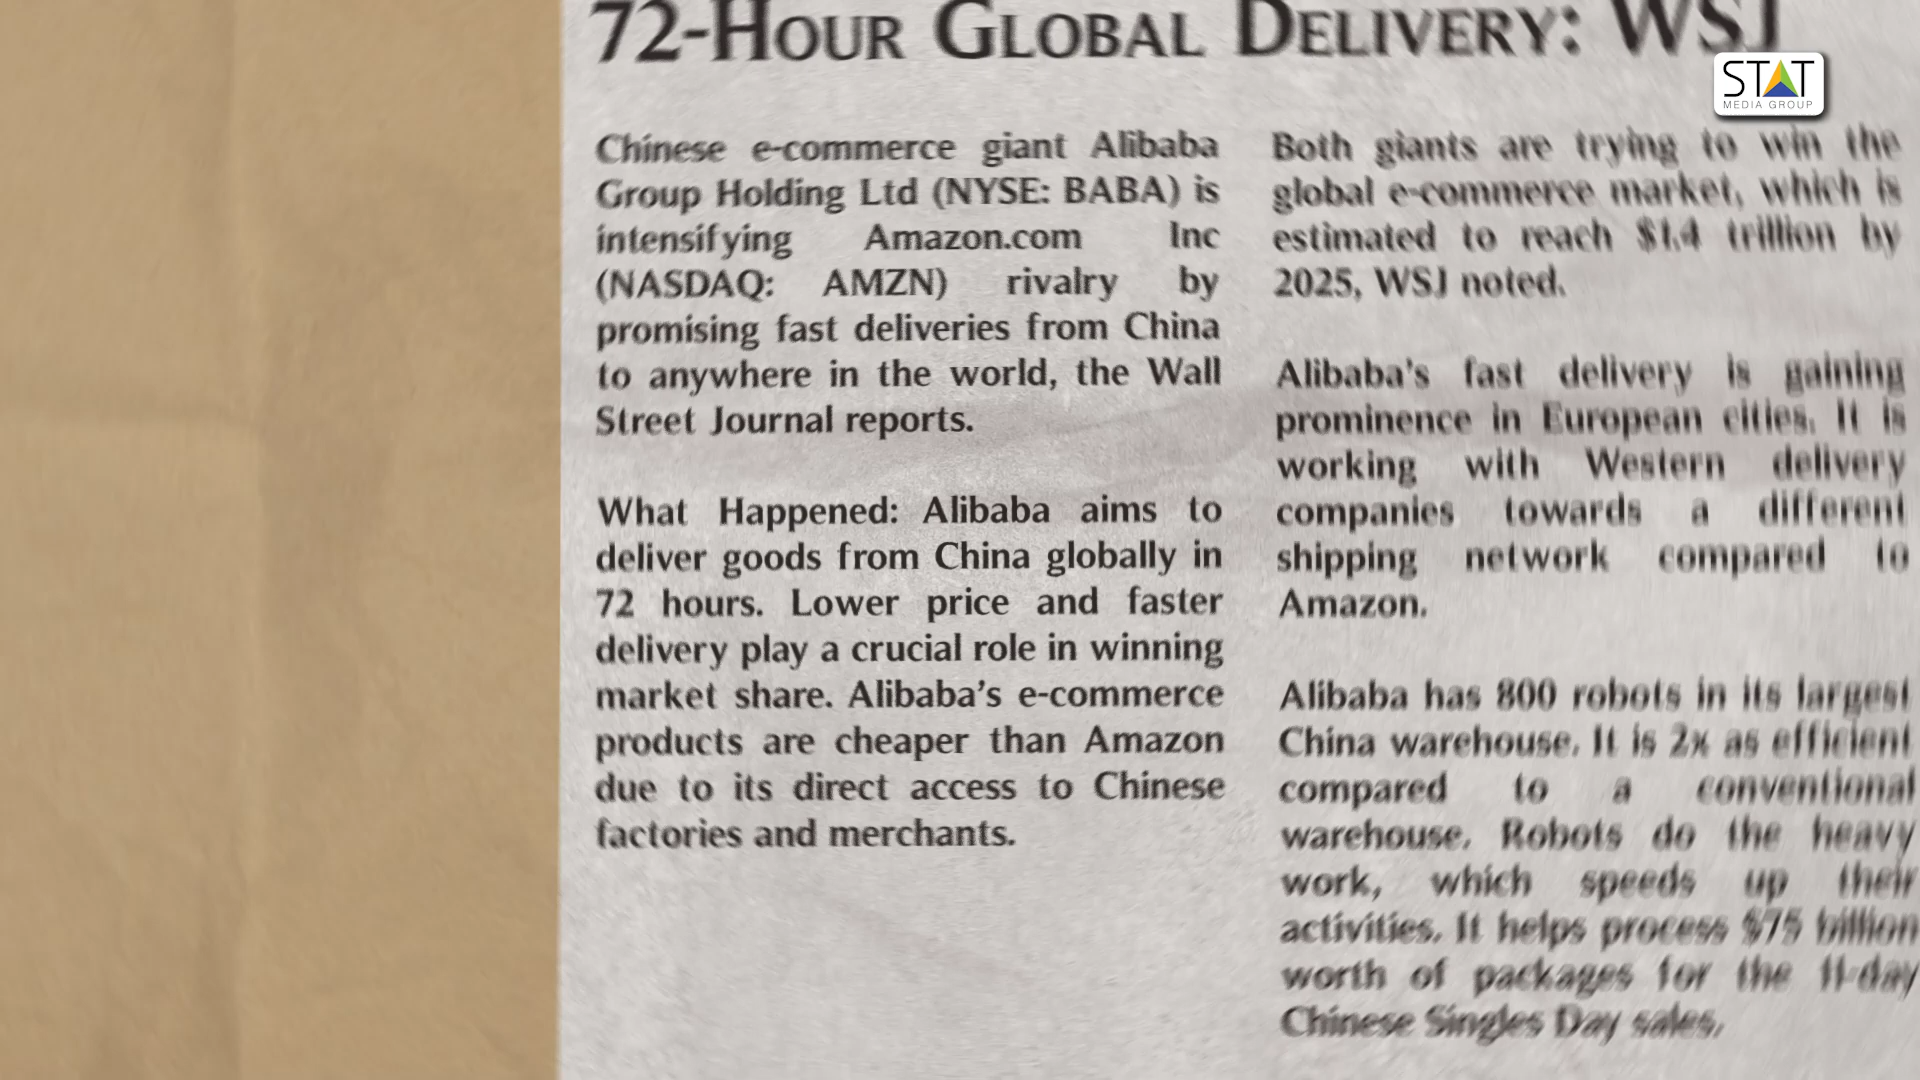 72-HOUR GLOBAL DELIVERY: WSJ
STAT
MEDIA GROUP
Chinese e-commerce giant Alibaba
Group Holding Ltd (NYSE: BABA) is
intensifying Amazon.com Inc
(NASDAQ: AMZN) rivalry by
promising fast deliveries from China
to anywhere in the world, the Wall
Street Journal reports.
What Happened: Alibaba aims to
deliver goods from China globally in
72 hours. Lower price and faster
delivery play a crucial role in winning
market share. Alibaba's e-commerce
products are cheaper than Amazon
due to its direct access to Chinese
factories and merchants.
Both giants are trying to win the
global e-commerce market, which is
estimated to reach $1.4 trillion by
2025, WSJ noted.
Alibaba's fast delivery is gaining
prominence in European cities. It is
working with Western delivery
companies towards a different
shipping network compared to
Amazon.
Alibaba has 800 robots in its largest
China warehouse. It is 2x as efficient
compared to a conventional
warehouse. Robots do the heavy
work, which speeds up their
activities. It helps process $75 billion
worth of packages for the 11-day
Chinese Singles Day sales.